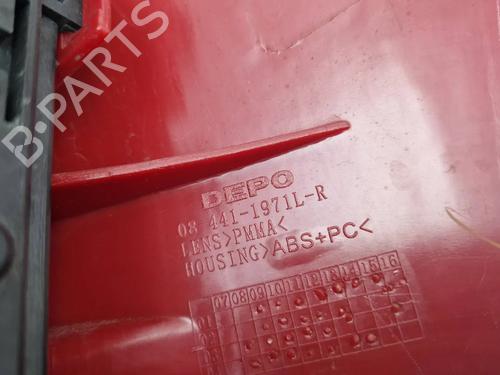 B-PARTS
DEPO
08 441-1971L-R
LENS>PMMA<
HOUSING>ABS+PC<
07 08 09 10 11 12 13 14 15 16